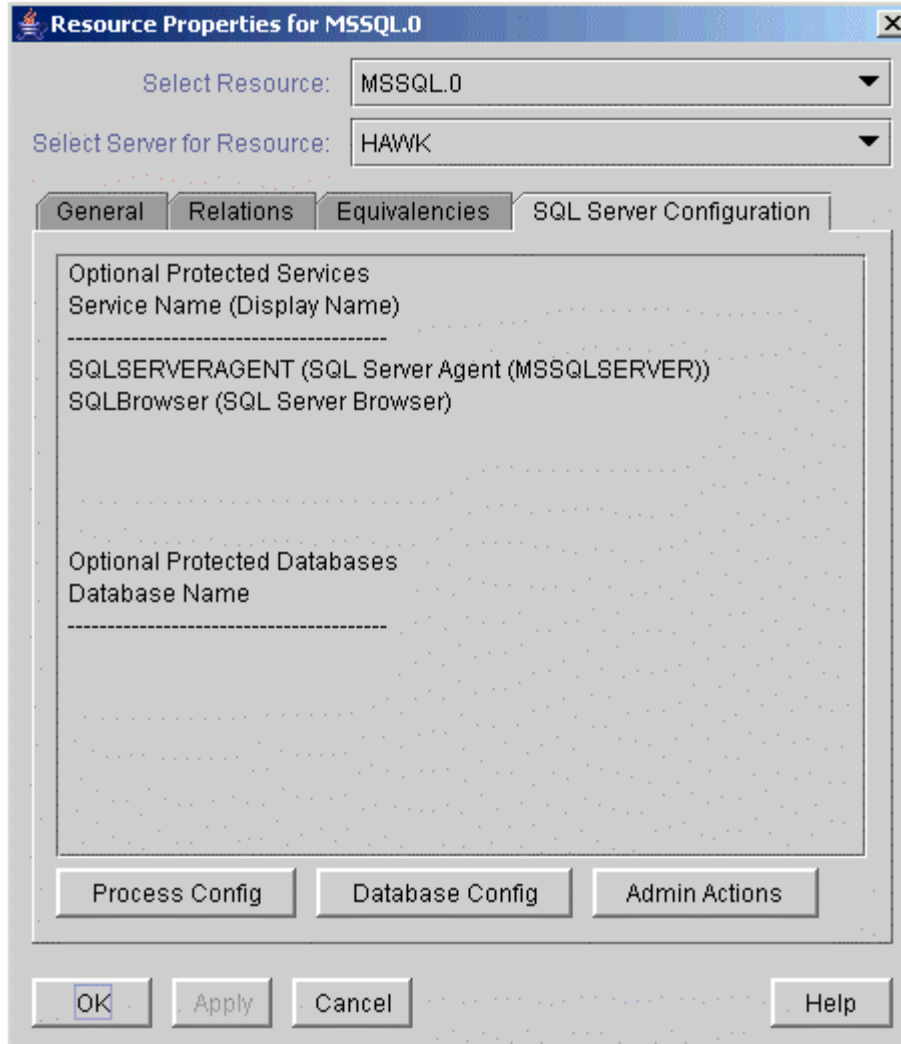 Resource Properties for MSSQL.0
Select Resource: MSSQL.0
Select Server for Resource: HAWK
General Relations Equivalencies SQL Server Configuration
Optional Protected Services
Service Name (Display Name)
----------------------------------------
SQLSERVERAGENT (SQL Server Agent (MSSQLSERVER))
SQLBrowser (SQL Server Browser)
Optional Protected Databases
Database Name
----------------------------------------
Process Config Database Config Admin Actions
OK Apply Cancel Help